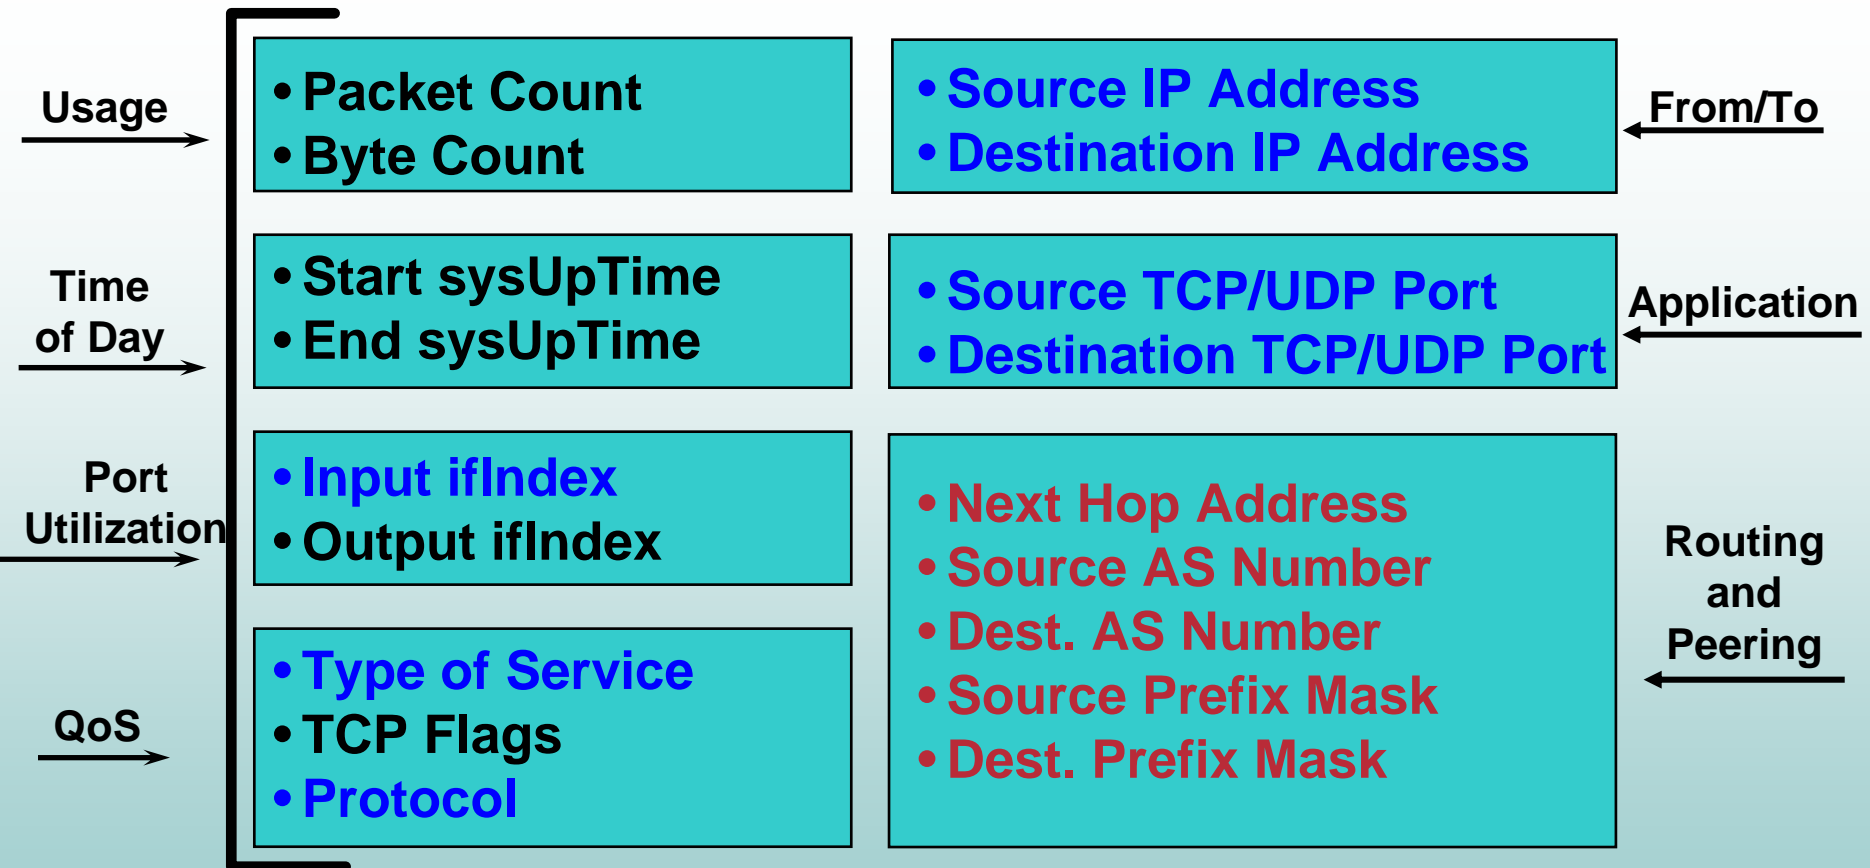 Usage
• Packet Count
• Byte Count
• Source IP Address
• Destination IP Address
From/To
Time
of Day
• Start sysUpTime
• End sysUpTime
• Source TCP/UDP Port
• Destination TCP/UDP Port
Application
Port
Utilization
• Input ifIndex
• Output ifIndex
QoS
• Type of Service
• TCP Flags
• Protocol
• Next Hop Address
• Source AS Number
• Dest. AS Number
• Source Prefix Mask
• Dest. Prefix Mask
Routing
and
Peering